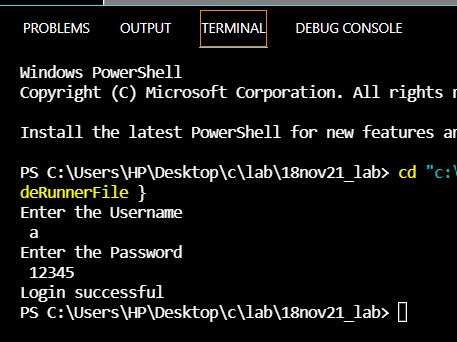 PROBLEMS OUTPUT TERMINAL DEBUG CONSOLE
Windows PowerShell
Copyright (C) Microsoft Corporation. All rights
Install the latest PowerShell for new features
PS C:\Users\HP\Desktop\c\lab\18nov21_lab> cd "c:\
deRunnerFile }
Enter the Username
a
Enter the Password
12345
Login successful
PS C:\Users\HP\Desktop\c\lab\18nov21_lab>